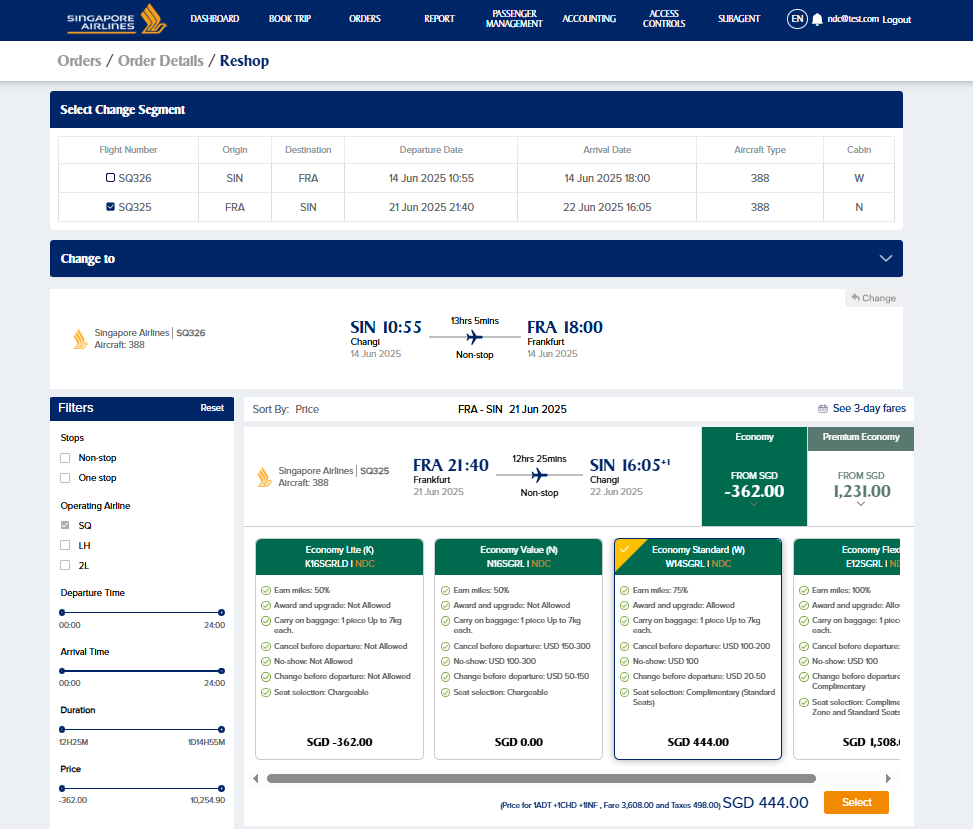 SINGAPORE AIRLINES
DASHBOARD
BOOK TRIP
ORDERS
REPORT
PASSENGER MANAGEMENT
ACCOUNTING
ACCESS CONTROLS
SUBAGENT
EN
ndc@test.com Logout
Orders / Order Details / Reshop
Select Change Segment
Flight Number Origin Destination Departure Date Arrival Date Aircraft Type Cabin
SQ326 SIN FRA 14 Jun 2025 10:55 14 Jun 2025 18:00 388 W
SQ325 FRA SIN 21 Jun 2025 21:40 22 Jun 2025 16:05 388 N
Change to
Change
Singapore Airlines | SQ326
Aircraft: 388
SIN 10:55
Changi
14 Jun 2025
13hrs 5mins
Non-stop
FRA 18:00
Frankfurt
14 Jun 2025
Filters Reset
Stops
Non-stop
One stop
Operating Airline
SQ
LH
2L
Departure Time
00:00 24:00
Arrival Time
00:00 24:00
Duration
12H25M 1D14H55M
Price
-362.00 10,254.90
Sort By: Price
FRA - SIN 21 Jun 2025
See 3-day fares
Singapore Airlines | SQ325
Aircraft: 388
FRA 21:40
Frankfurt
21 Jun 2025
12hrs 25mins
Non-stop
SIN 16:05+1
Changi
22 Jun 2025
Economy
FROM SGD
-362.00
Premium Economy
FROM SGD
1,231.00
Economy Lite (K)
K16SGRLD | NDC
Earn miles: 50%
Award and upgrade: Not Allowed
Carry on baggage: 1 piece Up to 7kg
each.
Cancel before departure: Not Allowed
No-show: Not Allowed
Change before departure: Not Allowed
Seat selection: Chargeable
SGD -362.00
Economy Value (N)
N16SGRL | NDC
Earn miles: 50%
Award and upgrade: Not Allowed
Carry on baggage: 1 piece Up to 7kg
each.
Cancel before departure: USD 150-300
No-show: USD 100-300
Change before departure: USD 50-150
Seat selection: Chargeable
SGD 0.00
Economy Standard (W)
W14SGRL | NDC
Earn miles: 75%
Award and upgrade: Allowed
Carry on baggage: 1 piece Up to 7kg
each.
Cancel before departure: USD 100-200
No-show: USD 100
Change before departure: USD 20-50
Seat selection: Complimentary (Standard
Seats)
SGD 444.00
Economy Flexi
E12SGRL | ND
Earn miles: 100%
Award and upgrade: Allo
Carry on baggage: 1 piec
each.
Cancel before departure:
No-show: USD 100
Change before departure
Complimentary
Seat selection: Complime
Zone and Standard Seats
SGD 1,508.
(Price for 1ADT +1CHD +1INF , Fare 3,608.00 and Taxes 498.00) SGD 444.00
Select